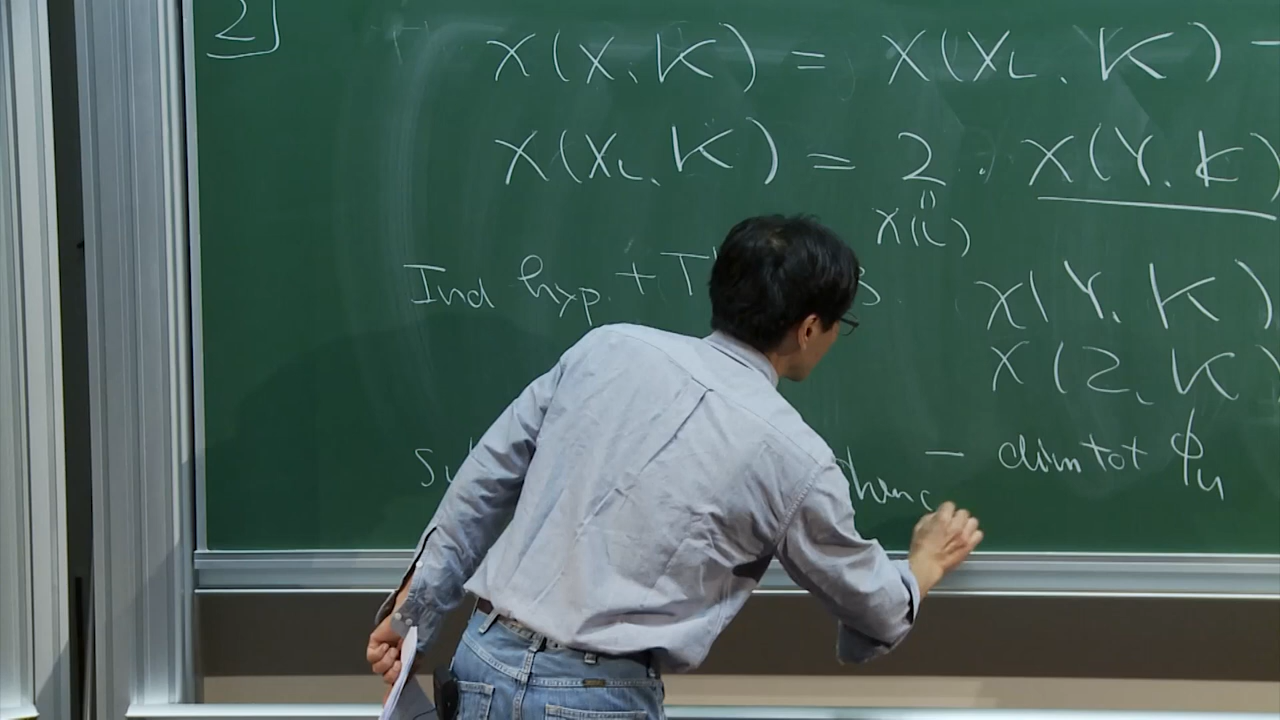 2
χ(X, K) = χ(X_L, K) –
χ(X_L, K) = 2 · χ(Y, K)
"
χ(L)
Ind hyp. + T
χ(Y, K)
χ(Z, K)
– dim tot ϕ_u